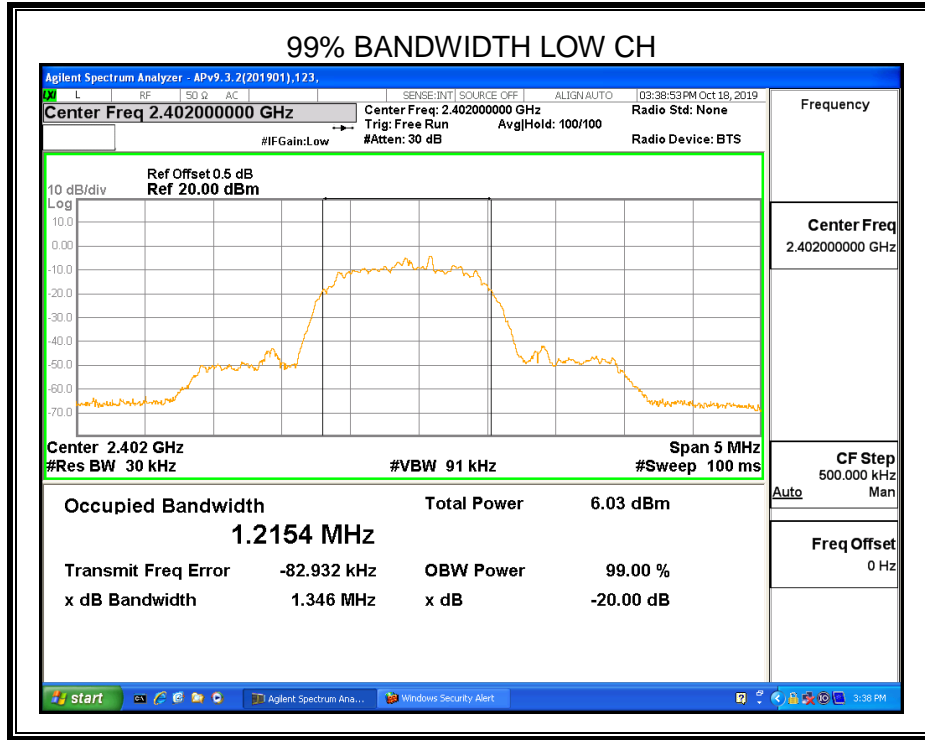 99% BANDWIDTH LOW CH
Agilent Spectrum Analyzer - APv9.3.2(201901),123,
LXI L RF 50 Ω AC SENSE:INT SOURCE OFF ALIGN AUTO 03:38:53 PM Oct 18, 2019
Center Freq 2.402000000 GHz
Center Freq: 2.402000000 GHz
Radio Std: None
Trig: Free Run Avg|Hold: 100/100
#IFGain:Low
#Atten: 30 dB
Radio Device: BTS
Ref Offset 0.5 dB
10 dB/div Ref 20.00 dBm
Log
10.0
0.00
-10.0
-20.0
-30.0
-40.0
-50.0
-60.0
-70.0
Center 2.402 GHz Span 5 MHz
#Res BW 30 kHz #VBW 91 kHz #Sweep 100 ms
Occupied Bandwidth Total Power 6.03 dBm
1.2154 MHz
Transmit Freq Error -82.932 kHz OBW Power 99.00 %
x dB Bandwidth 1.346 MHz x dB -20.00 dB
Frequency
Center Freq
2.402000000 GHz
CF Step
500.000 kHz
Auto Man
Freq Offset
0 Hz
start Agilent Spectrum Ana... Windows Security Alert 3:38 PM